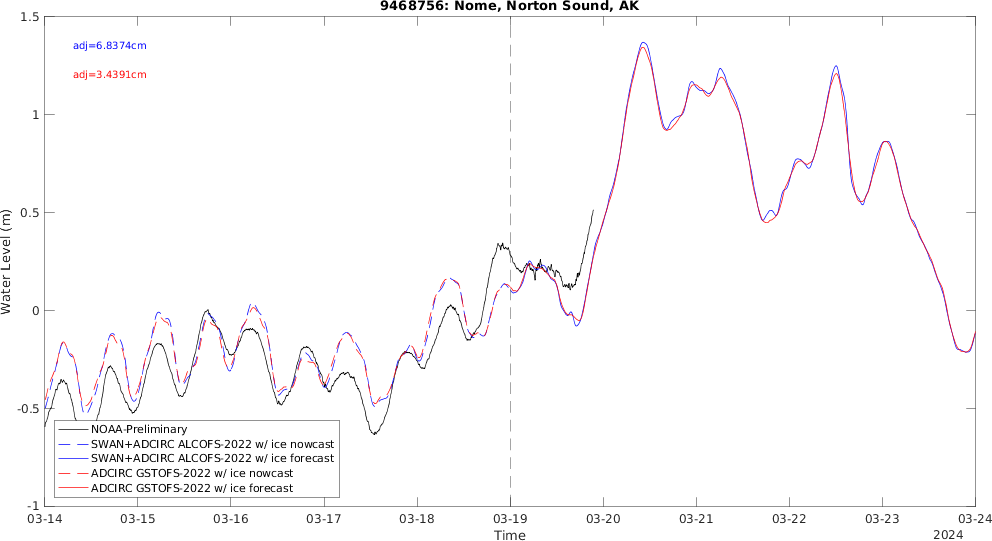 9468756: Nome, Norton Sound, AK
adj=6.8374cm
adj=3.4391cm
Water Level (m)
1.5
1
0.5
0
-0.5
-1
NOAA-Preliminary
SWAN+ADCIRC ALCOFS-2022 w/ ice nowcast
SWAN+ADCIRC ALCOFS-2022 w/ ice forecast
ADCIRC GSTOFS-2022 w/ ice nowcast
ADCIRC GSTOFS-2022 w/ ice forecast
03-14 03-15 03-16 03-17 03-18 03-19 03-20 03-21 03-22 03-23 03-24
Time
2024